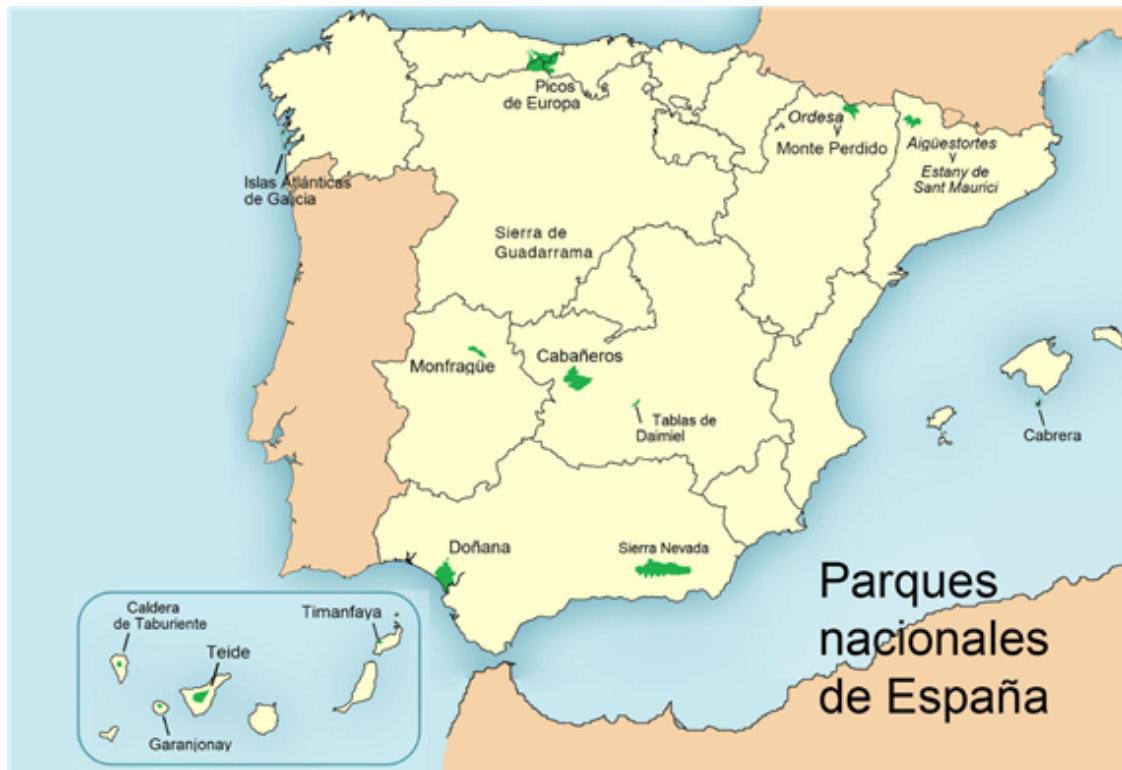 Picos
de Europa
Ordesa
y
Monte Perdido
Aigüestortes
y
Estany de
Sant Maurici
Islas Atlánticas
de Galicia
Sierra de
Guadarrama
Monfragüe
Cabañeros
Tablas de
Daimiel
Cabrera
Doñana
Sierra Nevada
Parques
nacionales
de España
Caldera
de Taburiente
Timanfaya
Teide
Garanjonay